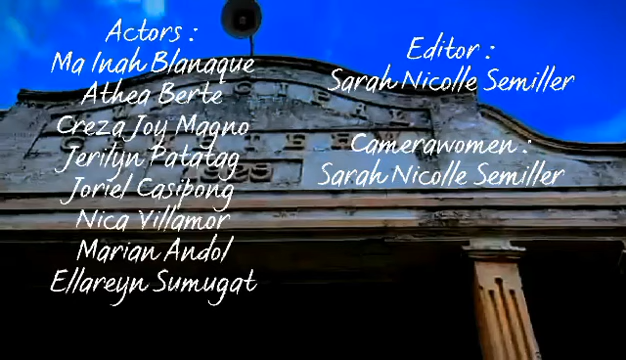 Actors :
Ma Inah Blanaque
Athea Berte
Creza Joy Magno
Jerilyn Patatag
Joriel Casipong
Nica Villamor
Marian Andol
Ellareyn Sumugat
Editor :
Sarah Nicolle Semiller
Camerawomen :
Sarah Nicolle Semiller